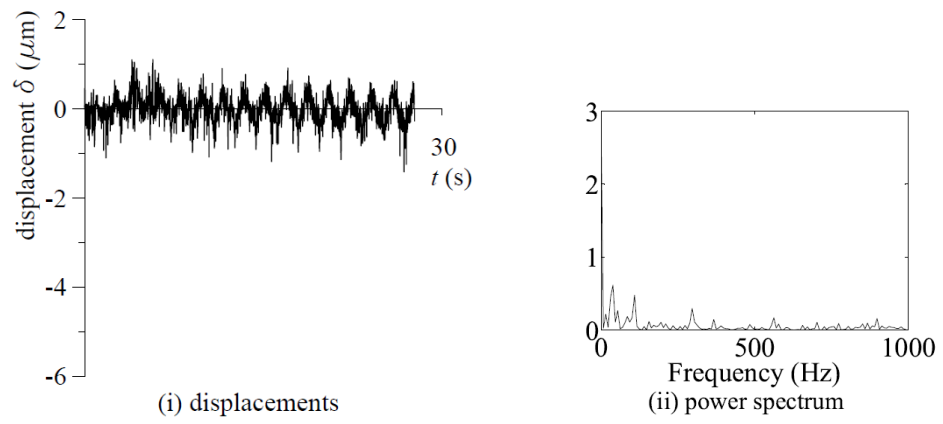 displacement δ (μm)
2
0
-2
-4
-6
30
t (s)
(i) displacements
3
2
1
0
0
500
1000
Frequency (Hz)
(ii) power spectrum